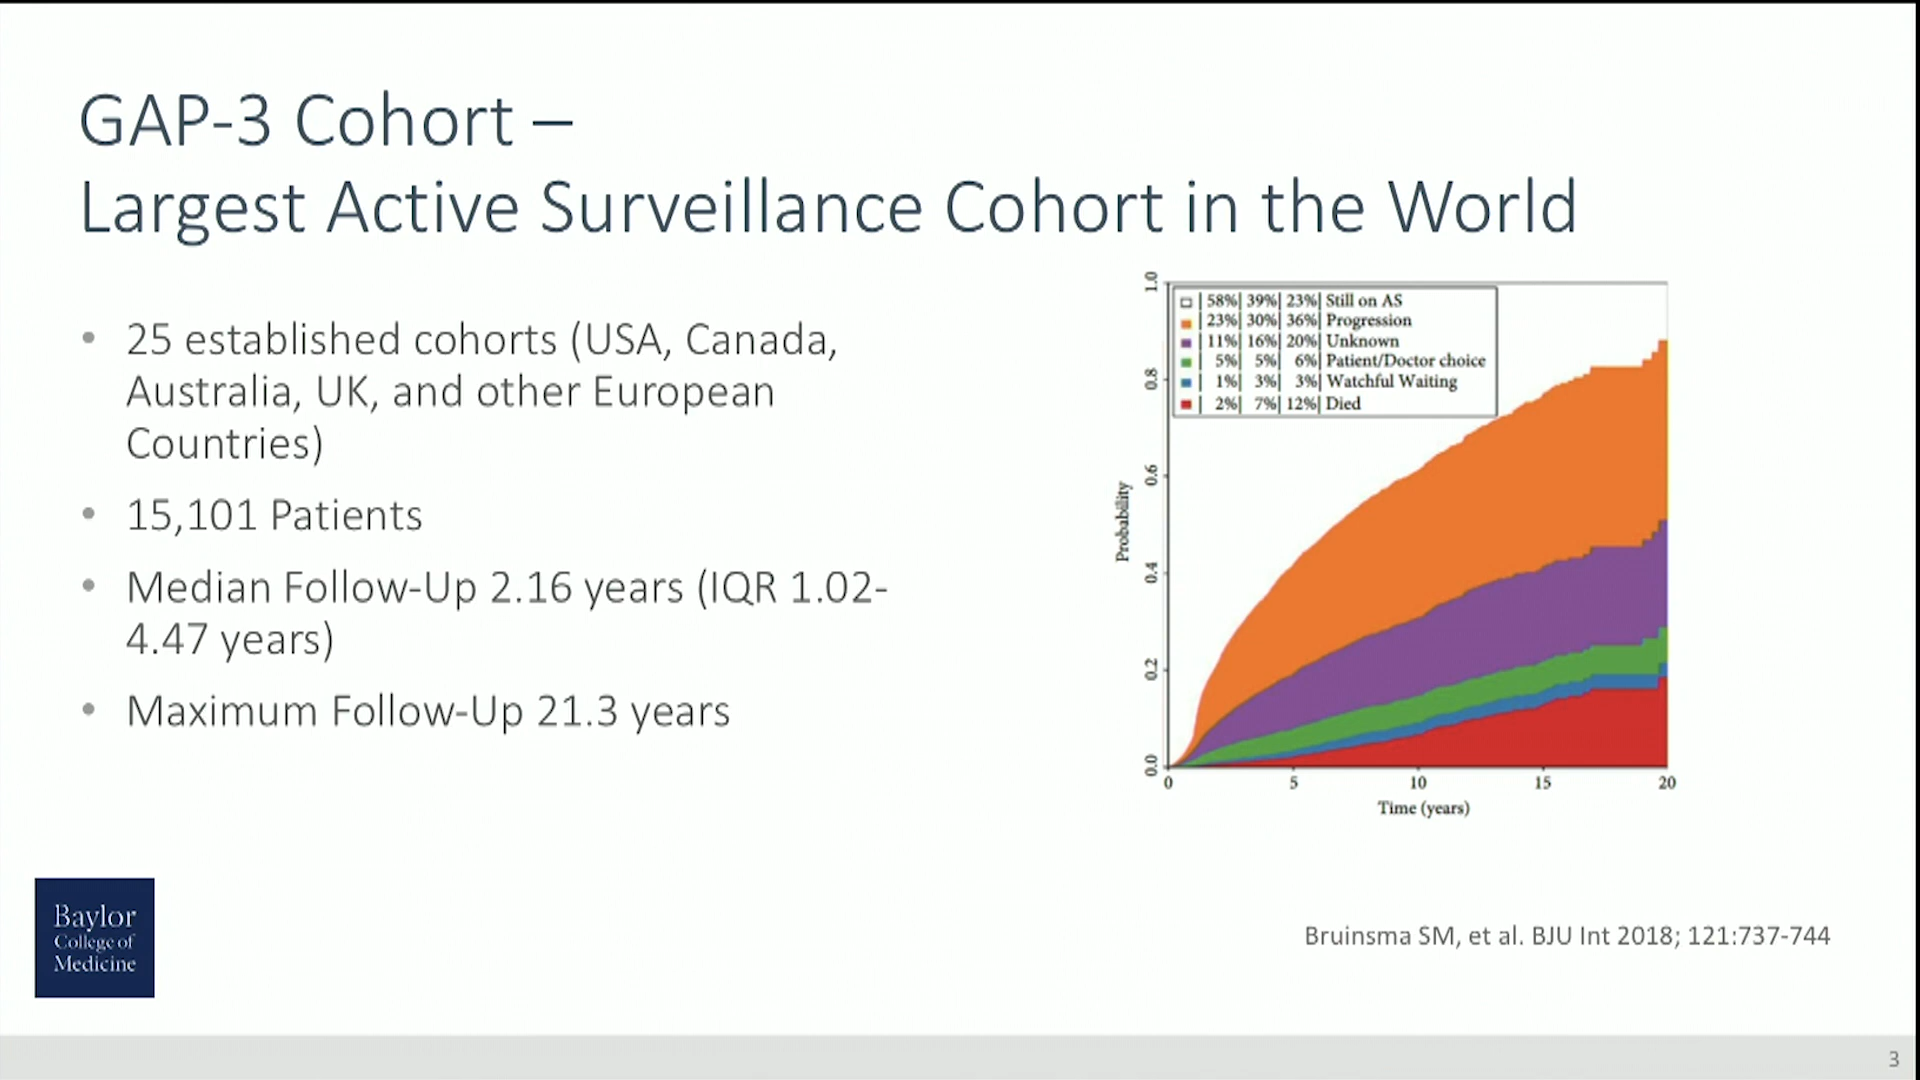 GAP-3 Cohort –
Largest Active Surveillance Cohort in the World
• 25 established cohorts (USA, Canada,
Australia, UK, and other European
Countries)
• 15,101 Patients
• Median Follow-Up 2.16 years (IQR 1.02-
4.47 years)
• Maximum Follow-Up 21.3 years
1.0
0.8
0.6
0.4
0.2
0.0
Probability
| 58%| 39%| 23%| Still on AS
| 23%| 30%| 36%| Progression
| 11%| 16%| 20%| Unknown
| 5%| 5%| 6%| Patient/Doctor choice
| 1%| 3%| 3%| Watchful Waiting
| 2%| 7%| 12%| Died
0 5 10 15 20
Time (years)
Baylor
College of
Medicine
Bruinsma SM, et al. BJU Int 2018; 121:737-744
3